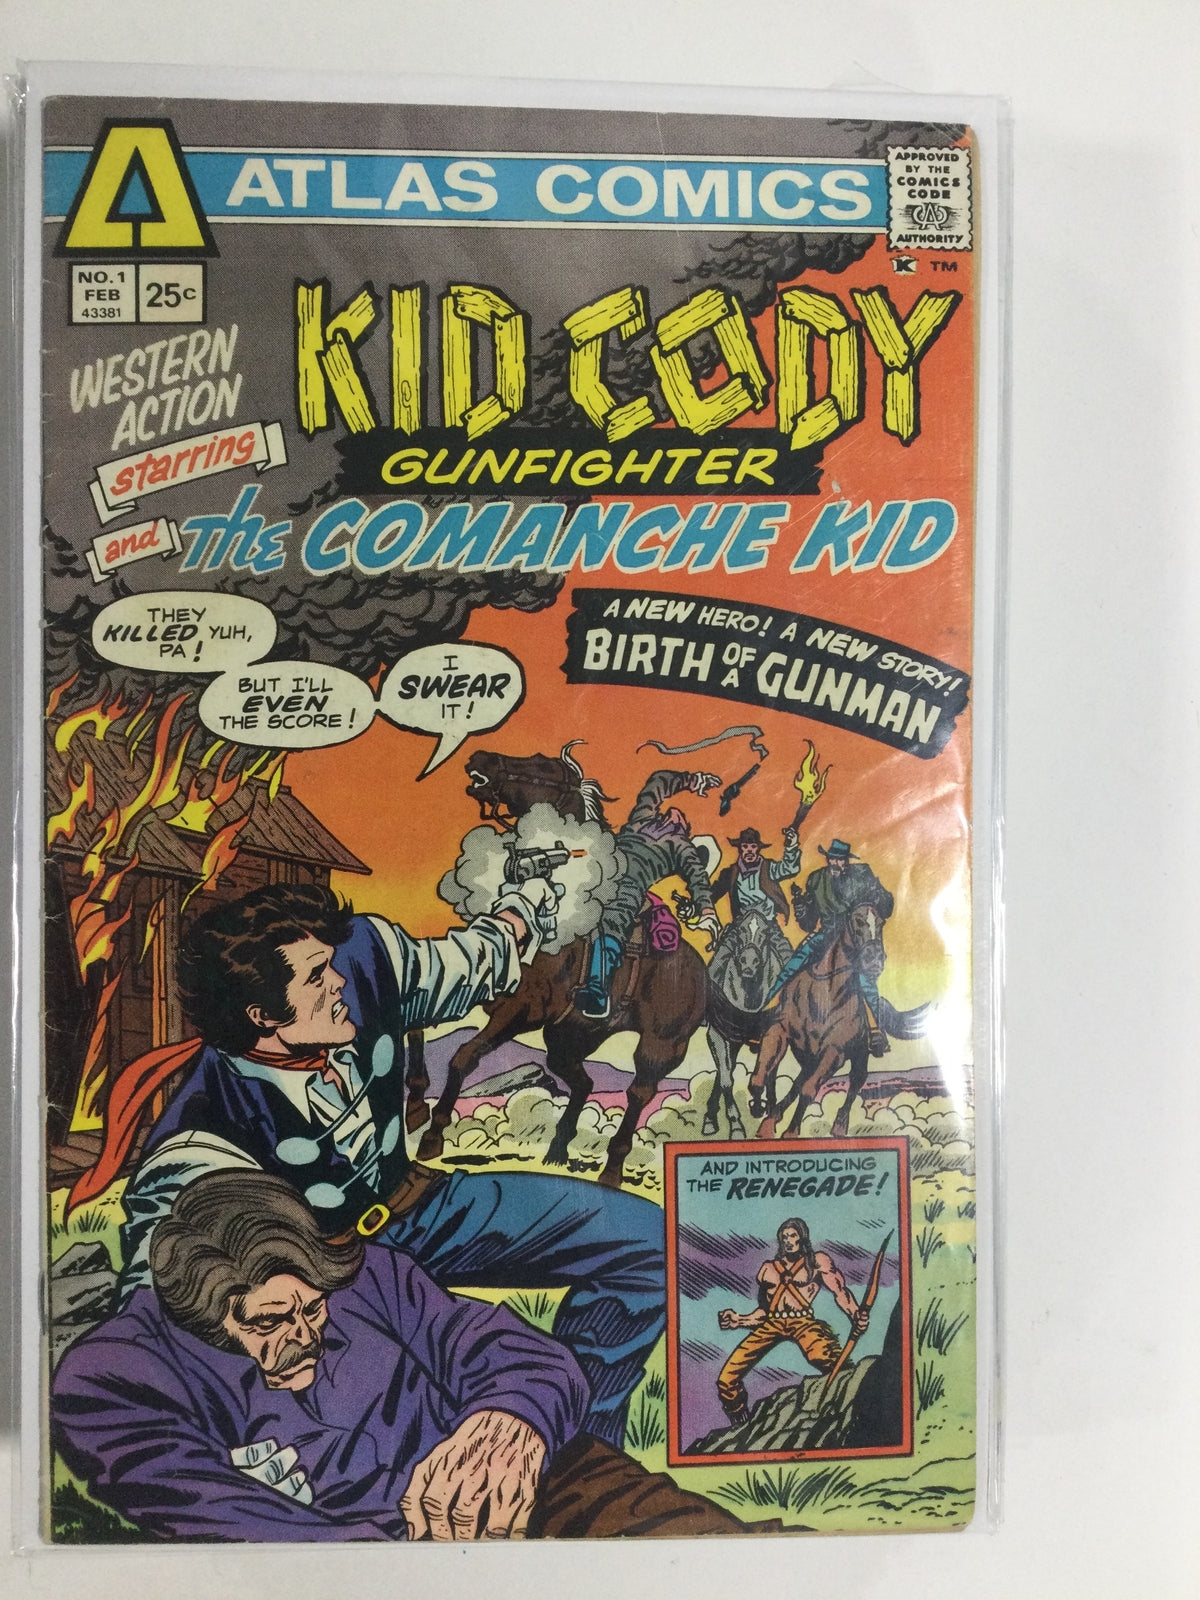 A ATLAS COMICS
APPROVED
BY THE
COMICS
CODE
A
AUTHORITY
K TM
NO. 1
FEB
43381
25c
WESTERN
ACTION
starring
KID CODY
GUNFIGHTER
and
The COMANCHE KID
A NEW HERO! A NEW STORY!
BIRTH OF A GUNMAN
THEY
KILLED YUH,
PA!
BUT I'LL
EVEN
THE SCORE!
I
SWEAR
IT!
AND INTRODUCING
THE RENEGADE!